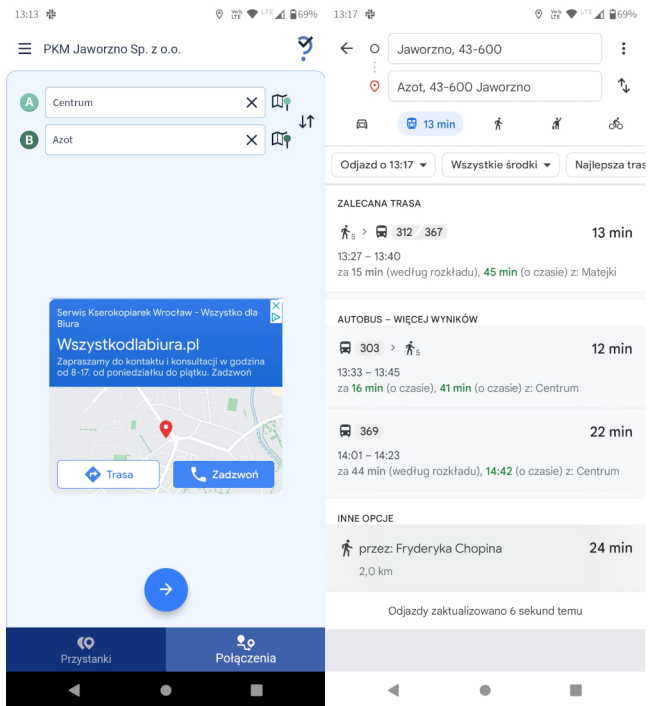 13:13
LTE 69%
PKM Jaworzno Sp. z o.o.
A
Centrum
B
Azot
Serwis Kserokopiarek Wrocław - Wszystko dla
Biura
Wszystkodlabiura.pl
Zapraszamy do kontaktu i konsultacji w godzina
od 8-17. od poniedziałku do piątku. Zadzwoń
Trasa
Zadzwoń
Przystanki
Połączenia
13:17
LTE 69%
Jaworzno, 43-600
Azot, 43-600 Jaworzno
13 min
Odjazd o 13:17
Wszystkie środki
Najlepsza tras
ZALECANA TRASA
5 > 312 / 367 13 min
13:27 – 13:40
za 15 min (według rozkładu), 45 min (o czasie) z: Matejki
AUTOBUS – WIĘCEJ WYNIKÓW
303 > 5 12 min
13:33 – 13:45
za 16 min (o czasie), 41 min (o czasie) z: Centrum
369 22 min
14:01 – 14:23
za 44 min (według rozkładu), 14:42 (o czasie) z: Centrum
INNE OPCJE
przez: Fryderyka Chopina 24 min
2,0 km
Odjazdy zaktualizowano 6 sekund temu